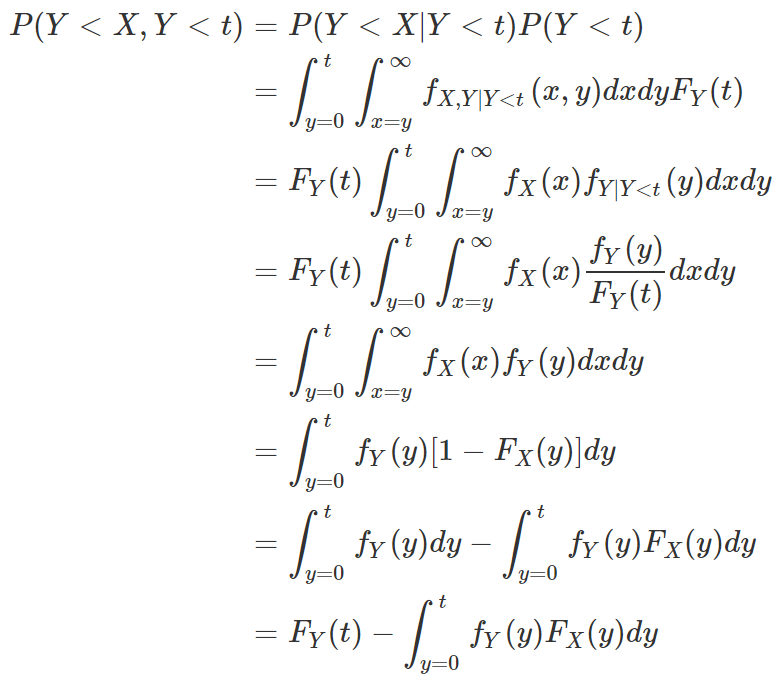 P(Y < X, Y < t) = P(Y < X|Y < t)P(Y < t)
= ∫_{y=0}^{t} ∫_{x=y}^{∞} f_{X,Y|Y<t}(x, y)dxdyF_Y(t)
= F_Y(t) ∫_{y=0}^{t} ∫_{x=y}^{∞} f_X(x)f_{Y|Y<t}(y)dxdy
= F_Y(t) ∫_{y=0}^{t} ∫_{x=y}^{∞} f_X(x) \frac{f_Y(y)}{F_Y(t)} dxdy
= ∫_{y=0}^{t} ∫_{x=y}^{∞} f_X(x)f_Y(y)dxdy
= ∫_{y=0}^{t} f_Y(y)[1 − F_X(y)]dy
= ∫_{y=0}^{t} f_Y(y)dy − ∫_{y=0}^{t} f_Y(y)F_X(y)dy
= F_Y(t) − ∫_{y=0}^{t} f_Y(y)F_X(y)dy